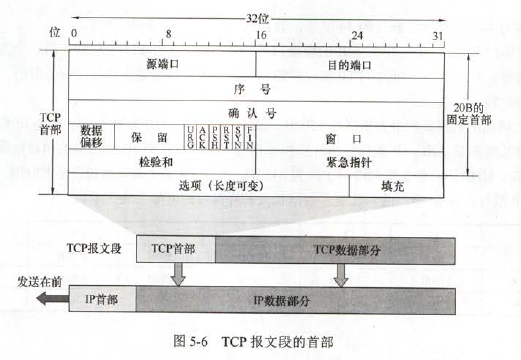 32位
位 0 8 16 24 31
源端口 目的端口
序 号
确 认 号
TCP首部
20B的固定首部
数据偏移 保 留 URG ACK PSH RST SYN FIN 窗 口
检验和 紧急指针
选项(长度可变) 填充
TCP报文段 TCP首部 TCP数据部分
发送在前
IP首部 IP数据部分
图 5-6 TCP 报文段的首部